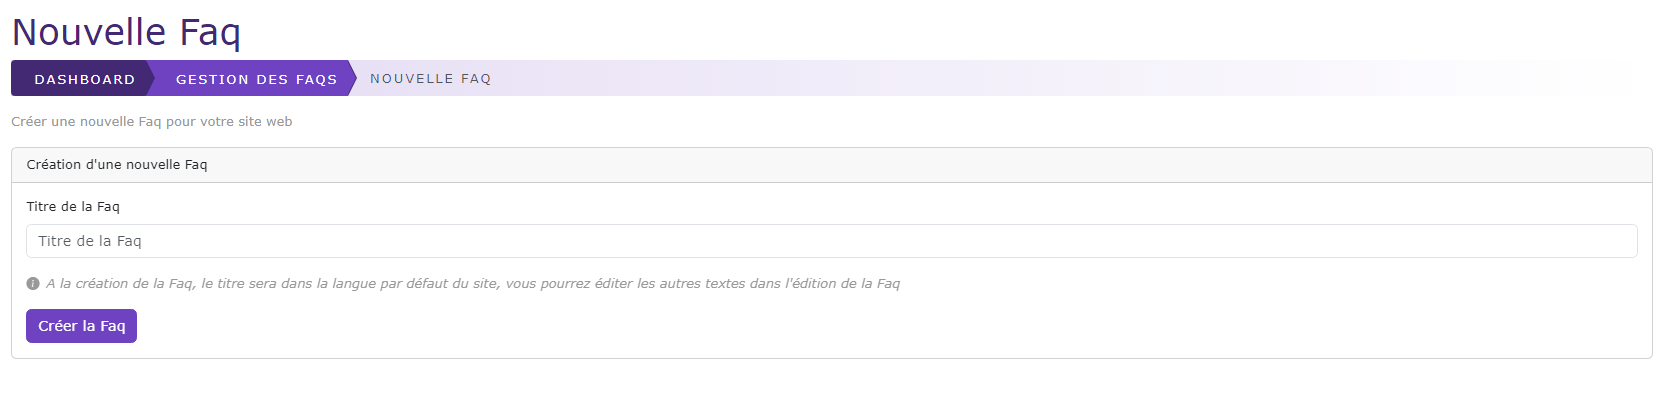 Nouvelle Faq
DASHBOARD GESTION DES FAQS NOUVELLE FAQ
Créer une nouvelle Faq pour votre site web
Création d'une nouvelle Faq
Titre de la Faq
Titre de la Faq
A la création de la Faq, le titre sera dans la langue par défaut du site, vous pourrez éditer les autres textes dans l'édition de la Faq
Créer la Faq